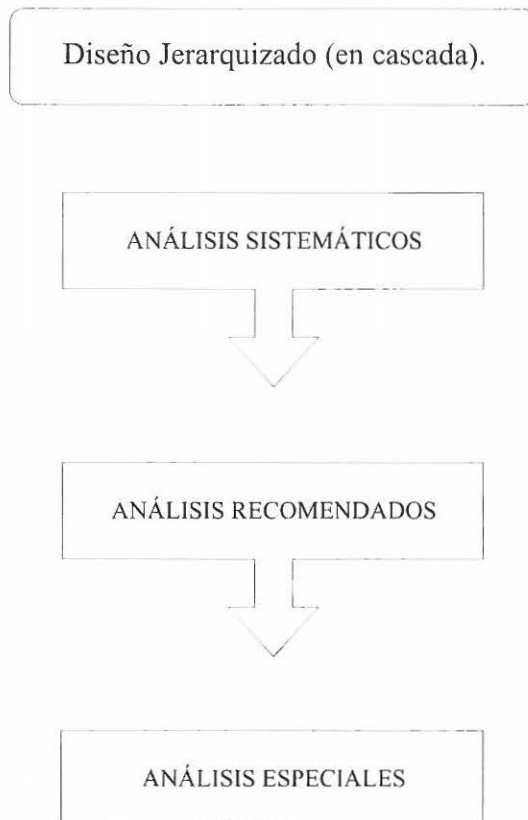 Diseño Jerarquizado (en cascada).
ANÁLISIS SISTEMÁTICOS
ANÁLISIS RECOMENDADOS
ANÁLISIS ESPECIALES